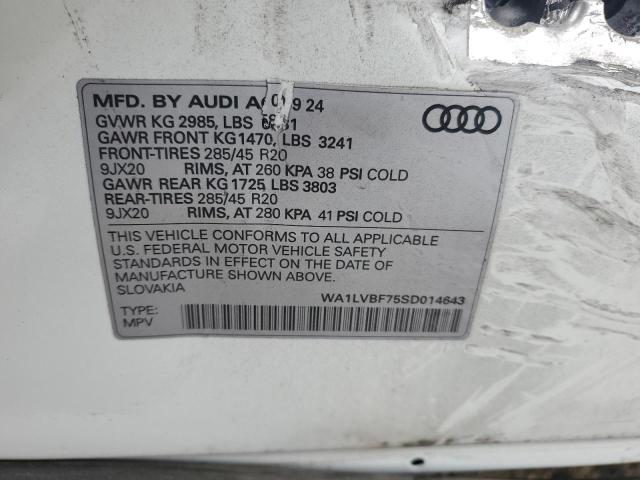 MFD. BY AUDI AG 09 24
GVWR KG 2985, LBS 6581
GAWR FRONT KG1470, LBS 3241
FRONT-TIRES 285/45 R20
9JX20 RIMS, AT 260 KPA 38 PSI COLD
GAWR REAR KG 1725 LBS 3803
REAR-TIRES 285/45 R20
9JX20 RIMS, AT 280 KPA 41 PSI COLD
THIS VEHICLE CONFORMS TO ALL APPLICABLE
U.S. FEDERAL MOTOR VEHICLE SAFETY
STANDARDS IN EFFECT ON THE DATE OF
MANUFACTURE SHOWN ABOVE.
SLOVAKIA
WA1LVBF75SD014643
TYPE:
MPV